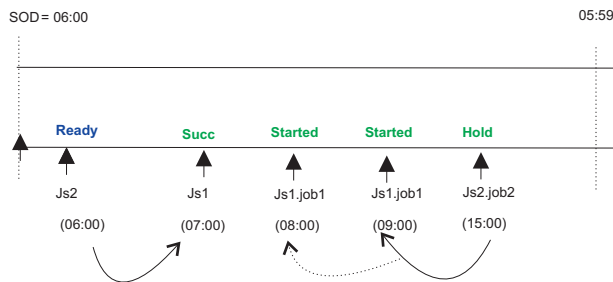 SOD = 06:00
05:59
Ready
Succ
Started
Started
Hold
Js2
Js1
Js1.job1
Js1.job1
Js2.job2
(06:00)
(07:00)
(08:00)
(09:00)
(15:00)